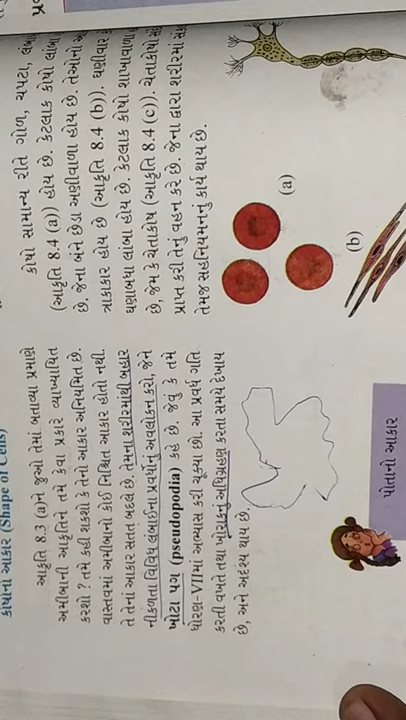 કોષોનો આકાર (Shape of Cells)
આકૃતિ 8.3 (a)ને જુઓ તેમાં બતાવ્યા પ્રમાણે
અમીબાની આકૃતિને તમે કેવા પ્રકારે વ્યાખ્યાયિત
કરશો ? તમે કહી શકશો કે તેનો આકાર અનિયમિત છે.
વાસ્તવમાં અમીબાનો કોઈ નિશ્ચિત આકાર હોતો નથી.
તે તેનાં આકાર સતત બદલે છે. તેમના શરીરમાંથી બહાર
નીકળતા વિવિધ લંબાઈના પ્રવર્ધોનું અવલોકન કરો, જેને
ખોટા પગ (pseudopodia) કહે છે. જેવું કે તમે
ધોરણ-VIIમાં અભ્યાસ કરી ચૂક્યા છો. આ પ્રવર્ધ ગતિ
કરતી વખતે તથા ખોરાકનું અધિગ્રહણ કરતા સમયે દેખાય
છે, અને અદૃશ્ય થાય છે.
પોતાનો આકાર
કોષો સામાન્ય રીતે ગોળ, ચપટા, લંબ
(આકૃતિ 8.4 (a)) હોય છે. કેટલાક કોષો લાંબા
છે. જેના બંને છેડા અણીવાળા હોય છે. તેઓનો
ત્રાકાકાર હોય છે (આકૃતિ 8.4 (b)). ઘણીવાર
ઘણાબધા લાંબા હોય છે. કેટલાક કોષો શાખાવાળા
છે, જેમ કે ચેતાકોષ (આકૃતિ 8.4 (c)). ચેતાકોષો
પ્રાપ્ત કરી તેનું વહન કરે છે. જેના દ્વારા શરીરમાં
તેમજ સહનિયમનનું કાર્ય થાય છે.
(a)
(b)